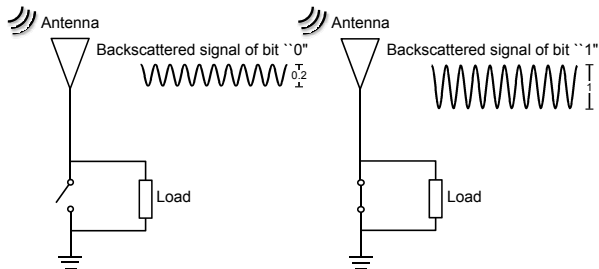 Antenna
Backscattered signal of bit ``0"
0.2
Load
Antenna
Backscattered signal of bit ``1"
1
Load